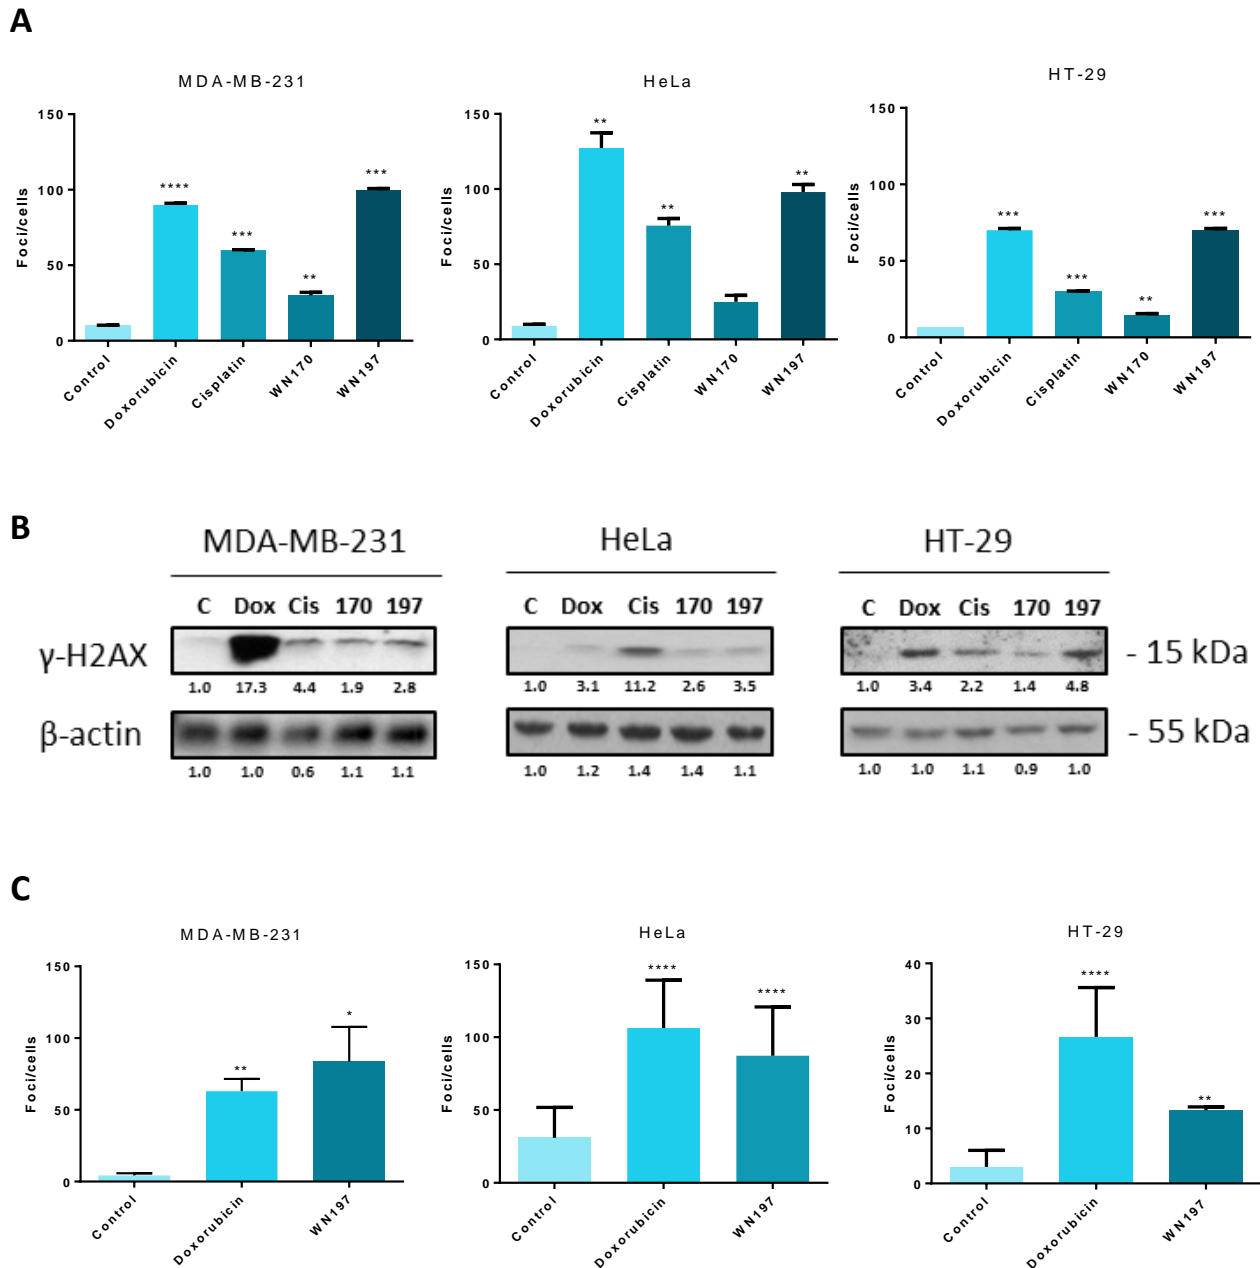 A
MDA-MB-231
150
100
50
0
Foci/cells
****
***
**
***
Control
Doxorubicin
Cisplatin
WN170
WN197
HeLa
150
100
50
0
Foci/cells
**
**
**
Control
Doxorubicin
Cisplatin
WN170
WN197
HT-29
150
100
50
0
Foci/cells
***
***
**
***
Control
Doxorubicin
Cisplatin
WN170
WN197
B
MDA-MB-231 HeLa HT-29
C Dox Cis 170 197 C Dox Cis 170 197 C Dox Cis 170 197
γ-H2AX - 15 kDa
1.0 17.3 4.4 1.9 2.8 1.0 3.1 11.2 2.6 3.5 1.0 3.4 2.2 1.4 4.8
β-actin - 55 kDa
1.0 1.0 0.6 1.1 1.1 1.0 1.2 1.4 1.4 1.1 1.0 1.0 1.1 0.9 1.0
C
MDA-MB-231
150
100
50
0
Foci/cells
**
*
Control
Doxorubicin
WN197
HeLa
150
100
50
0
Foci/cells
****
****
Control
Doxorubicin
WN197
HT-29
40
30
20
10
0
Foci/cells
****
**
Control
Doxorubicin
WN197